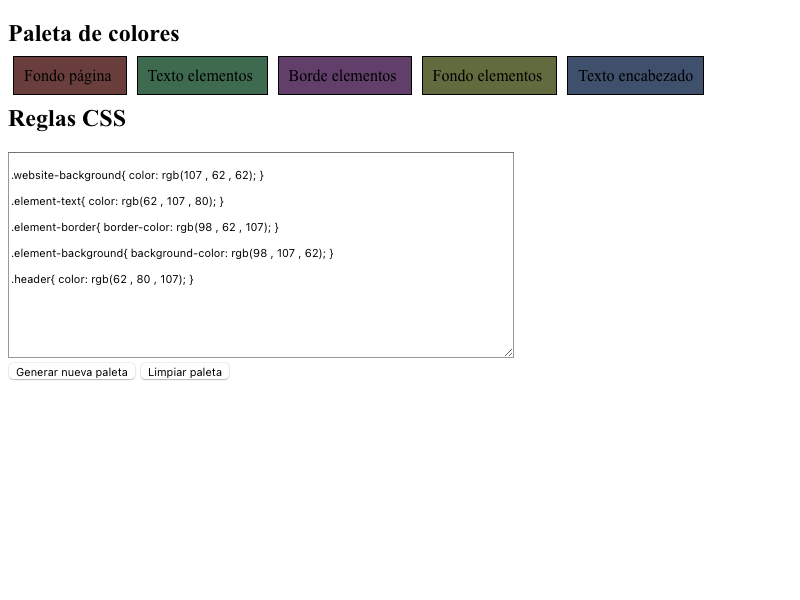 Paleta de colores
Fondo página Texto elementos Borde elementos Fondo elementos Texto encabezado
Reglas CSS
.website-background{ color: rgb(107 , 62 , 62); }
.element-text{ color: rgb(62 , 107 , 80); }
.element-border{ border-color: rgb(98 , 62 , 107); }
.element-background{ background-color: rgb(98 , 107 , 62); }
.header{ color: rgb(62 , 80 , 107); }
Generar nueva paleta Limpiar paleta